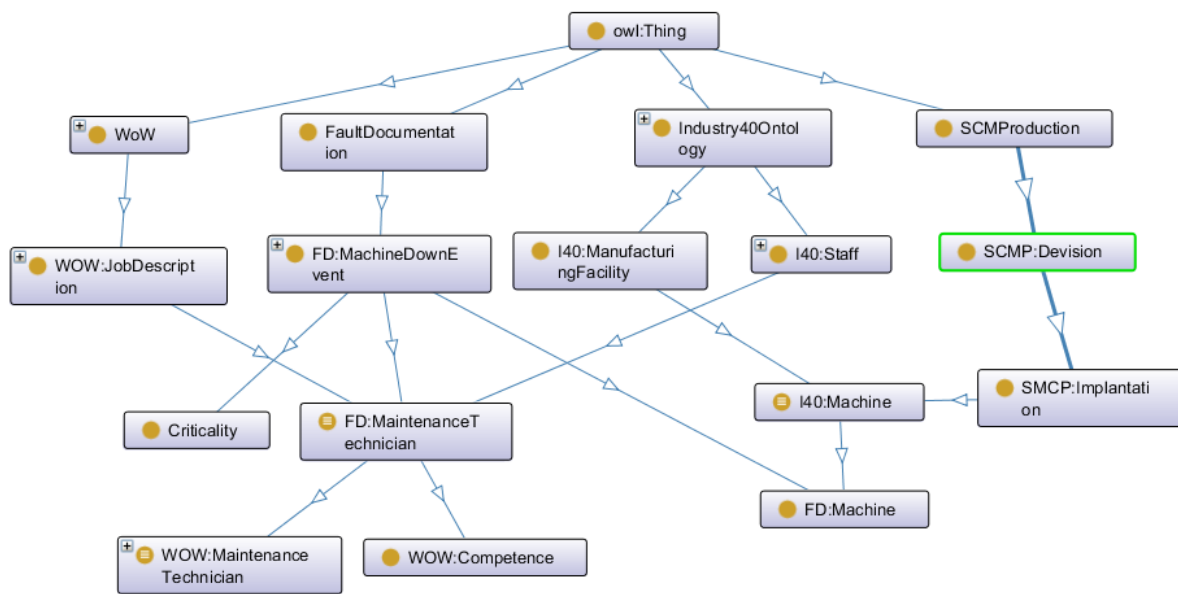 owl:Thing
WoW
FaultDocumentat
ion
Industry40Ontol
ogy
SCMProduction
WOW:JobDescript
ion
FD:MachineDownE
vent
I40:Manufacturi
ngFacility
I40:Staff
SCMP:Devision
Criticality
FD:MaintenanceT
echnician
I40:Machine
SMCP:Implantati
on
FD:Machine
WOW:Maintenance
Technician
WOW:Competence